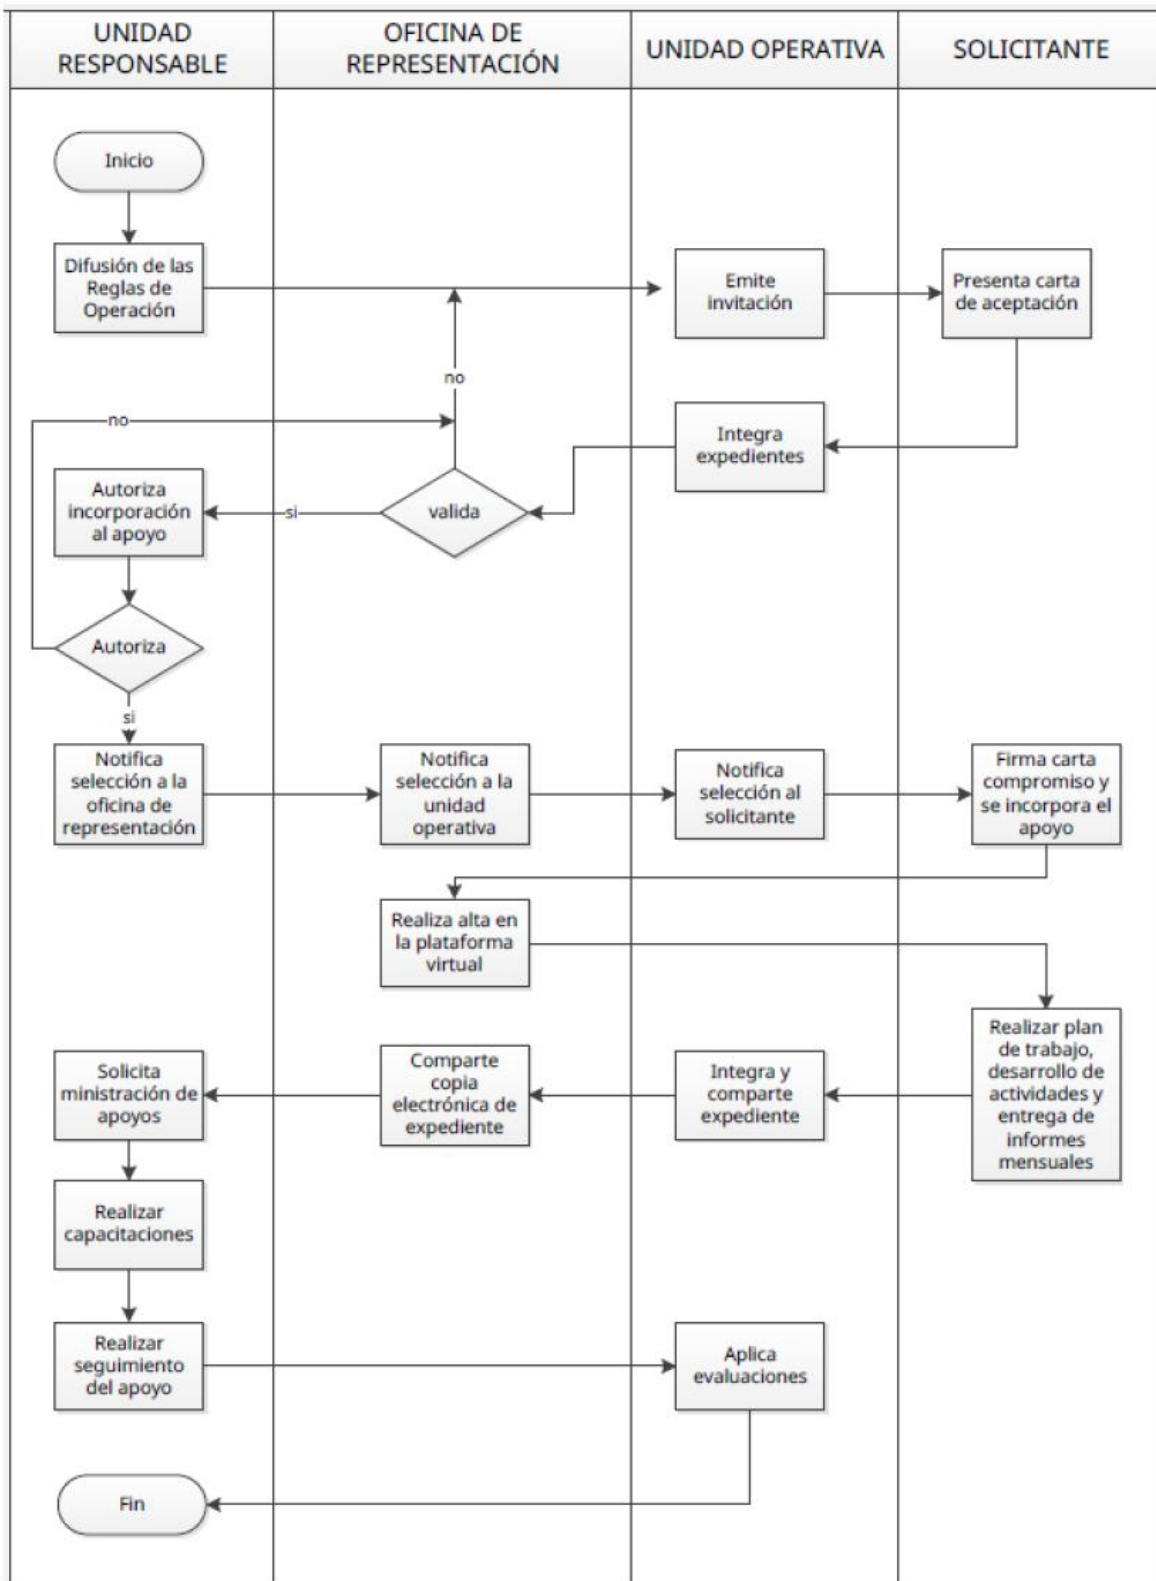 UNIDAD
RESPONSABLE
OFICINA DE
REPRESENTACIÓN
UNIDAD OPERATIVA
SOLICITANTE
Inicio
Difusión de las
Reglas de
Operación
Emite
invitación
Presenta carta
de aceptación
no
no
Integra
expedientes
Autoriza
incorporación
al apoyo
si
valida
Autoriza
si
Notifica
selección a la
oficina de
representación
Notifica
selección a la
unidad
operativa
Notifica
selección al
solicitante
Firma carta
compromiso y
se incorpora el
apoyo
Realiza alta en
la plataforma
virtual
Realizar plan
de trabajo,
desarrollo de
actividades y
entrega de
informes
mensuales
Integra y
comparte
expediente
Comparte
copia
electrónica de
expediente
Solicita
ministración de
apoyos
Realizar
capacitaciones
Realizar
seguimiento
del apoyo
Aplica
evaluaciones
Fin